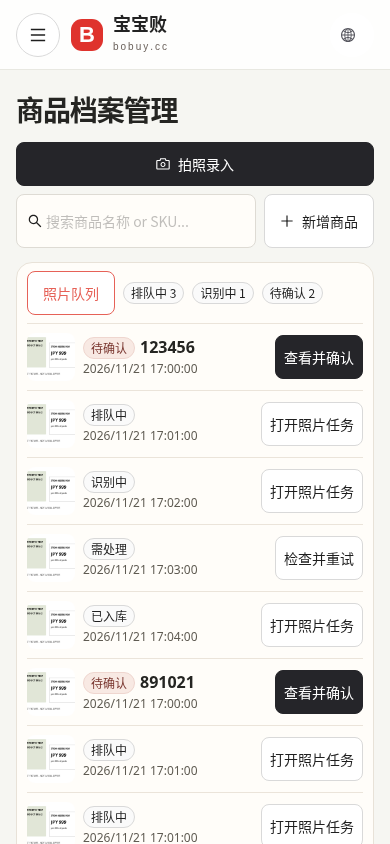 B 宝宝败
bobuy.cc
商品档案管理
拍照录入
搜索商品名称 or SKU...
新增商品
照片队列 排队中 3 识别中 1 待确认 2
待确认 123456
2026/11/21 17:00:00
查看并确认
排队中
2026/11/21 17:01:00
打开照片任务
识别中
2026/11/21 17:02:00
打开照片任务
需处理
2026/11/21 17:03:00
检查并重试
已入库
2026/11/21 17:04:00
打开照片任务
待确认 891021
2026/11/21 17:00:00
查看并确认
排队中
2026/11/21 17:01:00
打开照片任务
排队中
2026/11/21 17:01:00
打开照片任务